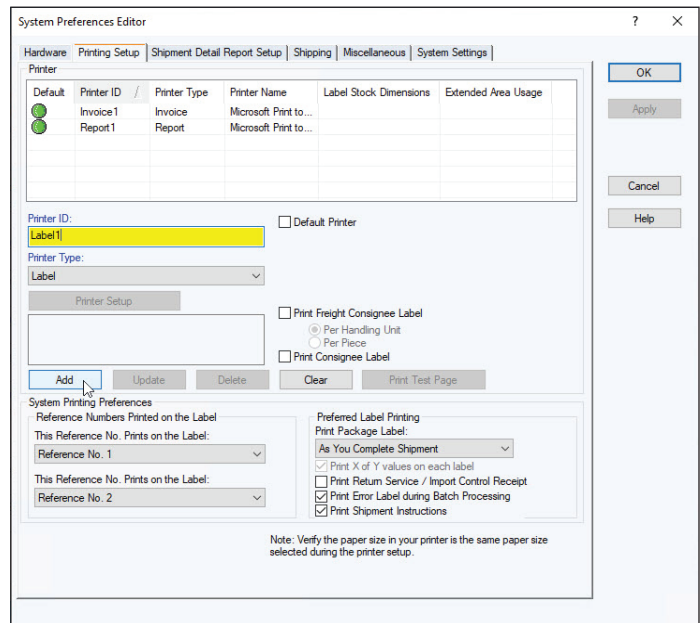 System Preferences Editor ? ×
Hardware Printing Setup Shipment Detail Report Setup Shipping Miscellaneous System Settings
Printer
Default Printer ID / Printer Type Printer Name Label Stock Dimensions Extended Area Usage
Invoice1 Invoice Microsoft Print to...
Report1 Report Microsoft Print to...
OK
Apply
Cancel
Help
Printer ID:
Label1
Default Printer
Printer Type:
Label
Printer Setup
Print Freight Consignee Label
Per Handling Unit
Per Piece
Print Consignee Label
Add Update Delete Clear Print Test Page
System Printing Preferences
Reference Numbers Printed on the Label
This Reference No. Prints on the Label:
Reference No. 1
This Reference No. Prints on the Label:
Reference No. 2
Preferred Label Printing
Print Package Label:
As You Complete Shipment
Print X of Y values on each label
Print Return Service / Import Control Receipt
Print Error Label during Batch Processing
Print Shipment Instructions
Note: Verify the paper size in your printer is the same paper size
selected during the printer setup.